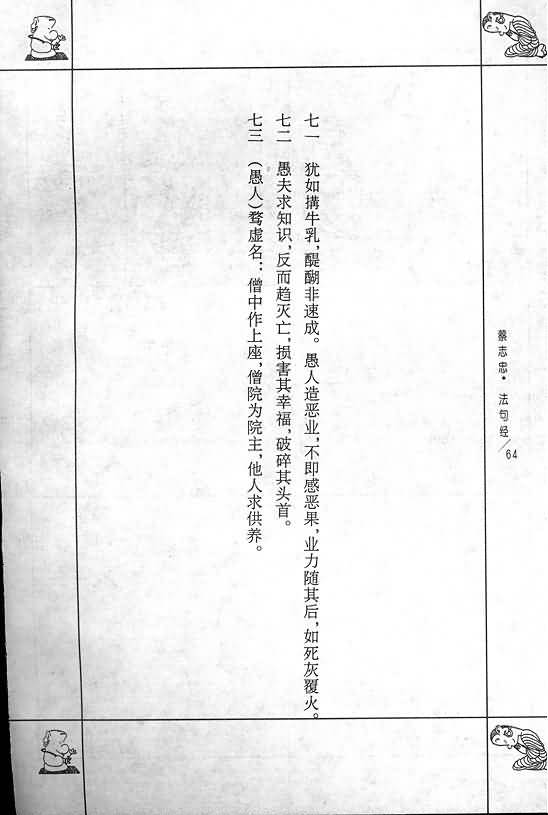 七一 犹如搆牛乳，醍醐非速成。愚人造恶业，不即感恶果，业力随其后，如死灰覆火。
七二 愚夫求知识，反而趋灭亡，损害其幸福，破碎其头首。
七三 （愚人）骛虚名：僧中作上座，僧院为院主，他人求供养。
蔡志忠·法句经/64